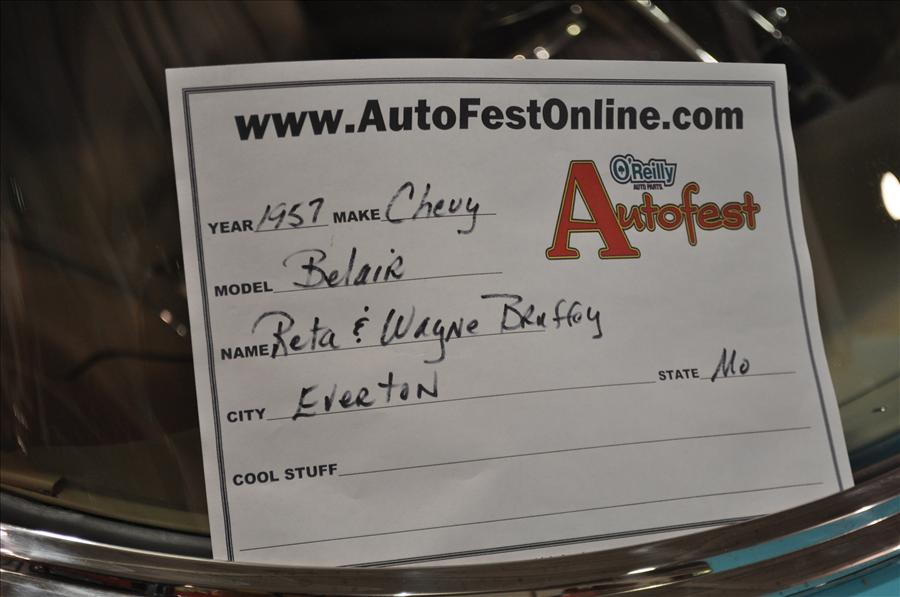 www.AutoFestOnline.com
O'Reilly
AUTO PARTS
Autofest
YEAR 1957 MAKE Chevy
MODEL Belair
NAME Reta & Wayne Bruffey
CITY Everton STATE Mo
COOL STUFF